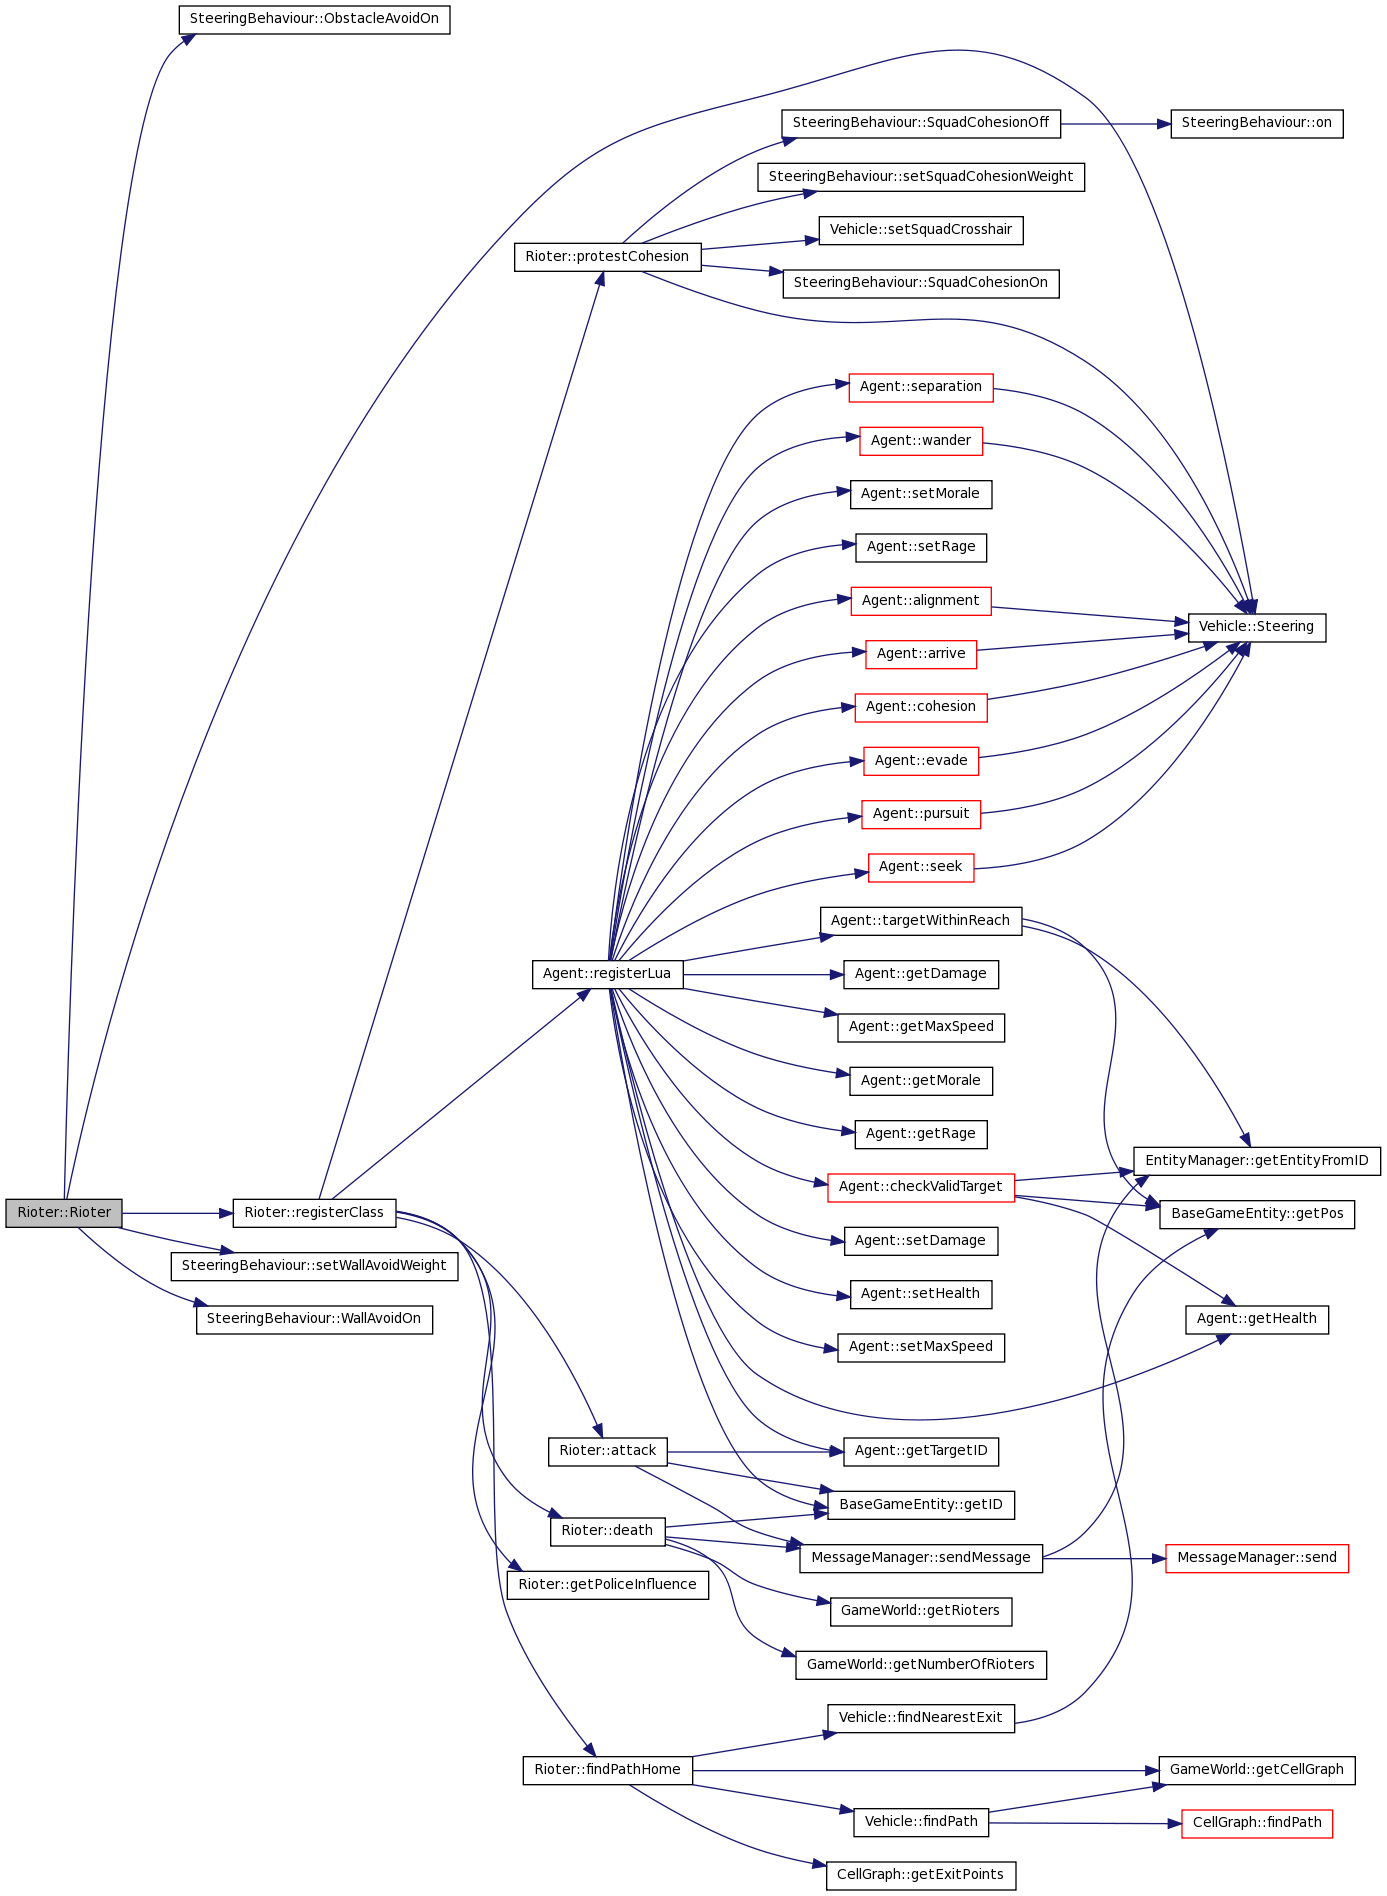 SteeringBehaviour::ObstacleAvoidOn
SteeringBehaviour::SquadCohesionOff
SteeringBehaviour::on
SteeringBehaviour::setSquadCohesionWeight
Vehicle::setSquadCrosshair
Rioter::protestCohesion
SteeringBehaviour::SquadCohesionOn
Agent::separation
Agent::wander
Agent::setMorale
Agent::setRage
Agent::alignment
Vehicle::Steering
Agent::arrive
Agent::cohesion
Agent::evade
Agent::pursuit
Agent::seek
Agent::targetWithinReach
Agent::registerLua
Agent::getDamage
Agent::getMaxSpeed
Agent::getMorale
Agent::getRage
EntityManager::getEntityFromID
Agent::checkValidTarget
Rioter::Rioter
Rioter::registerClass
BaseGameEntity::getPos
Agent::setDamage
SteeringBehaviour::setWallAvoidWeight
Agent::setHealth
SteeringBehaviour::WallAvoidOn
Agent::getHealth
Agent::setMaxSpeed
Rioter::attack
Agent::getTargetID
BaseGameEntity::getID
Rioter::death
MessageManager::sendMessage
MessageManager::send
Rioter::getPoliceInfluence
GameWorld::getRioters
GameWorld::getNumberOfRioters
Vehicle::findNearestExit
Rioter::findPathHome
GameWorld::getCellGraph
Vehicle::findPath
CellGraph::findPath
CellGraph::getExitPoints